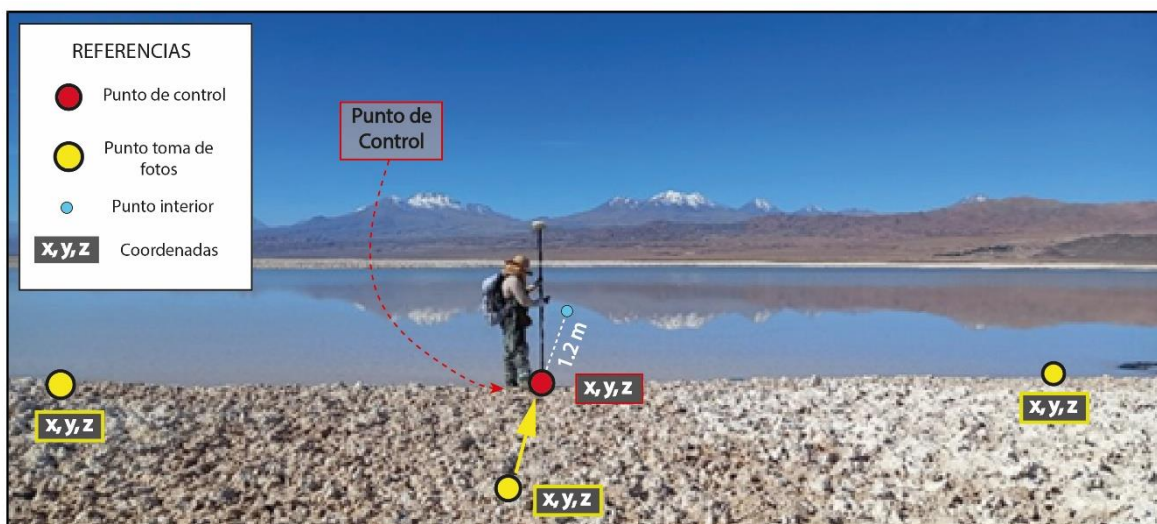 REFERENCIAS
Punto de control
Punto toma de
fotos
Punto interior
x, y, z
Coordenadas
Punto de
Control
1.2 m
x, y, z
x, y, z
x, y, z
x, y, z